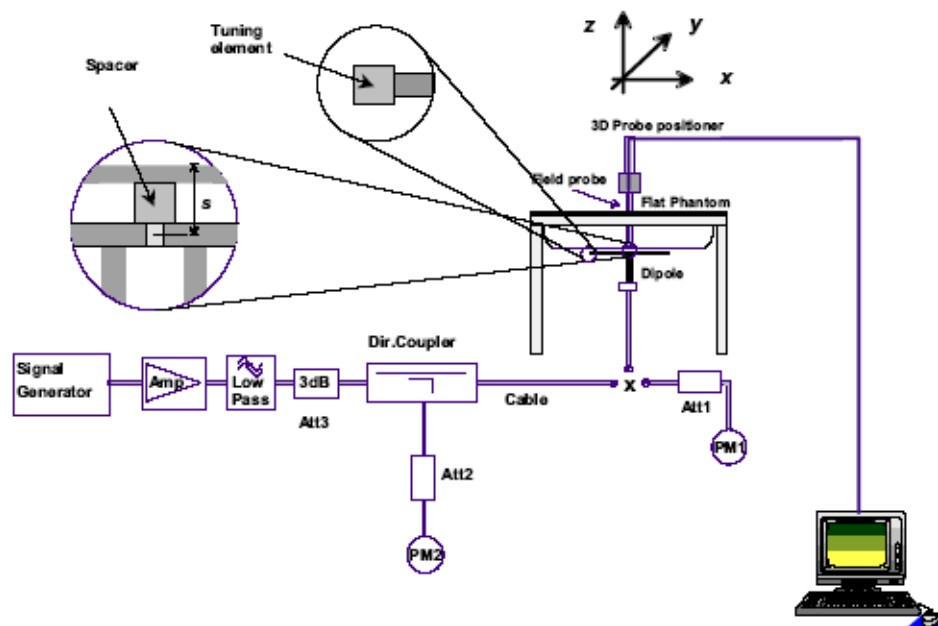 Tuning
element
z
y
x
Spacer
3D Probe positioner
s
Field probe
Flat Phantom
Dipole
Dir.Coupler
Signal
Generator
Amp
Low
Pass
3dB
Att3
Cable
x
Att1
PM1
Att2
PM2